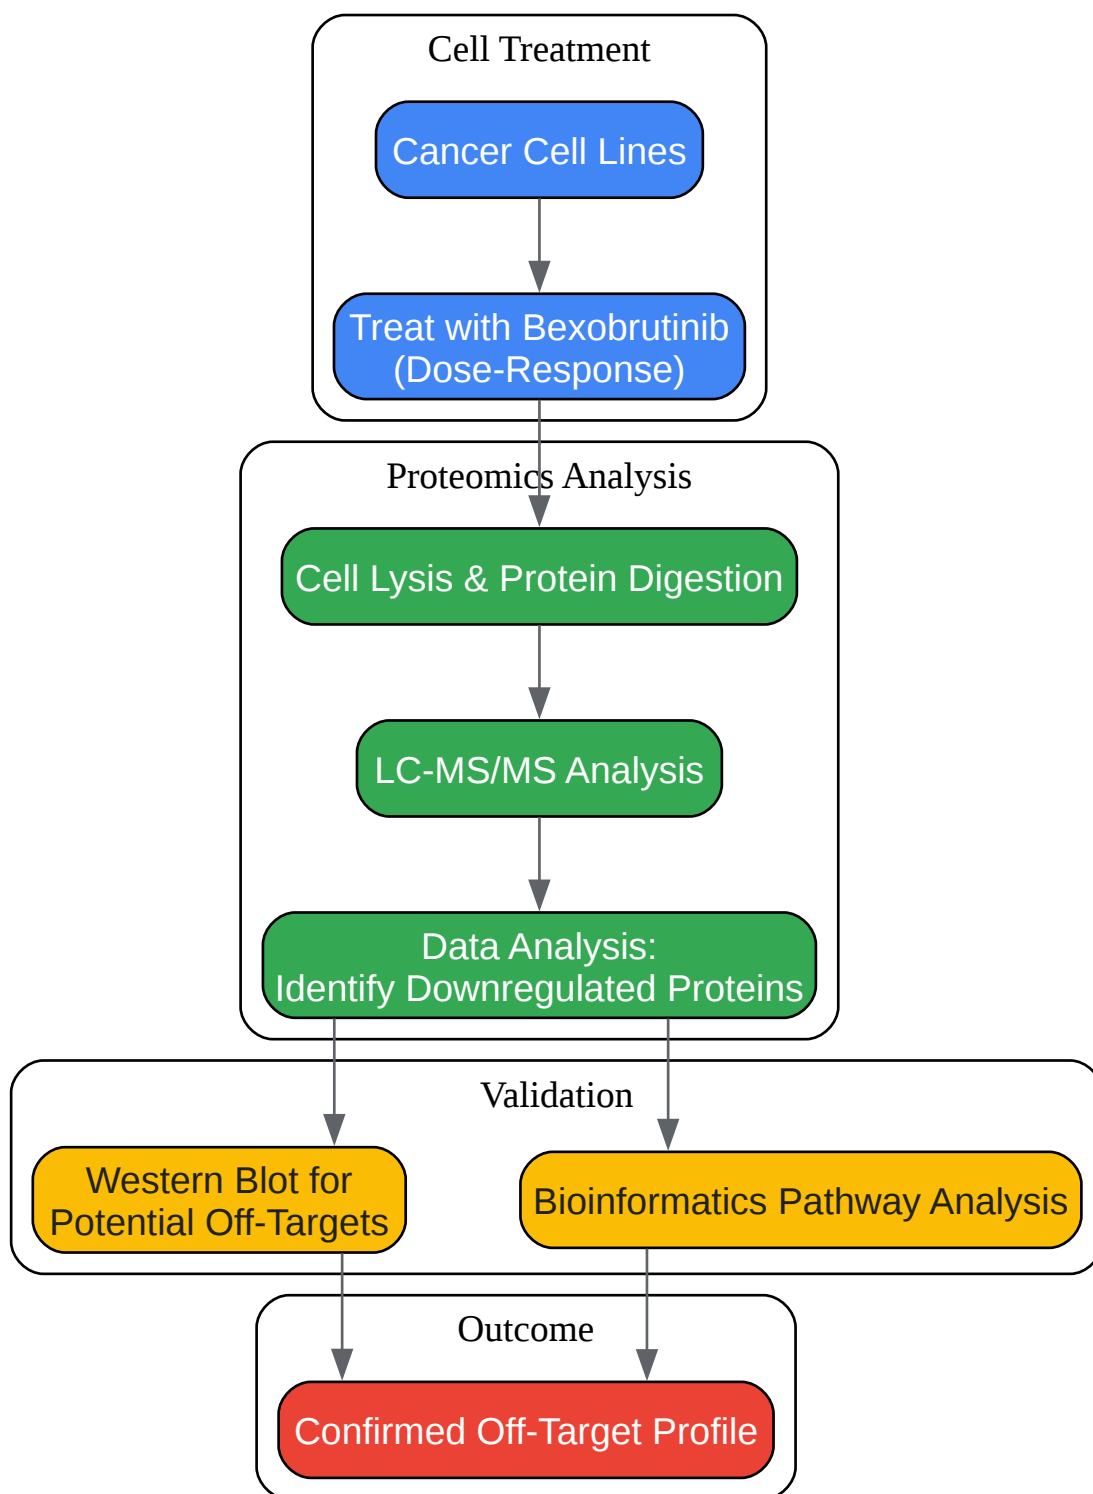 Cell Treatment
Cancer Cell Lines
Treat with Bexobrutinib
(Dose-Response)
Proteomics Analysis
Cell Lysis & Protein Digestion
LC-MS/MS Analysis
Data Analysis:
Identify Downregulated Proteins
Validation
Western Blot for
Potential Off-Targets
Bioinformatics Pathway Analysis
Outcome
Confirmed Off-Target Profile